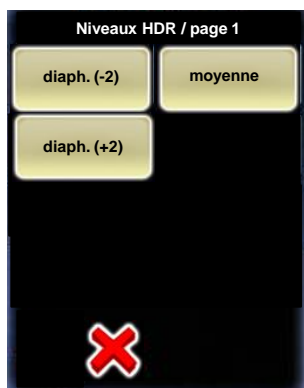 Niveaux HDR / page 1
diaph. (-2)
moyenne
diaph. (+2)